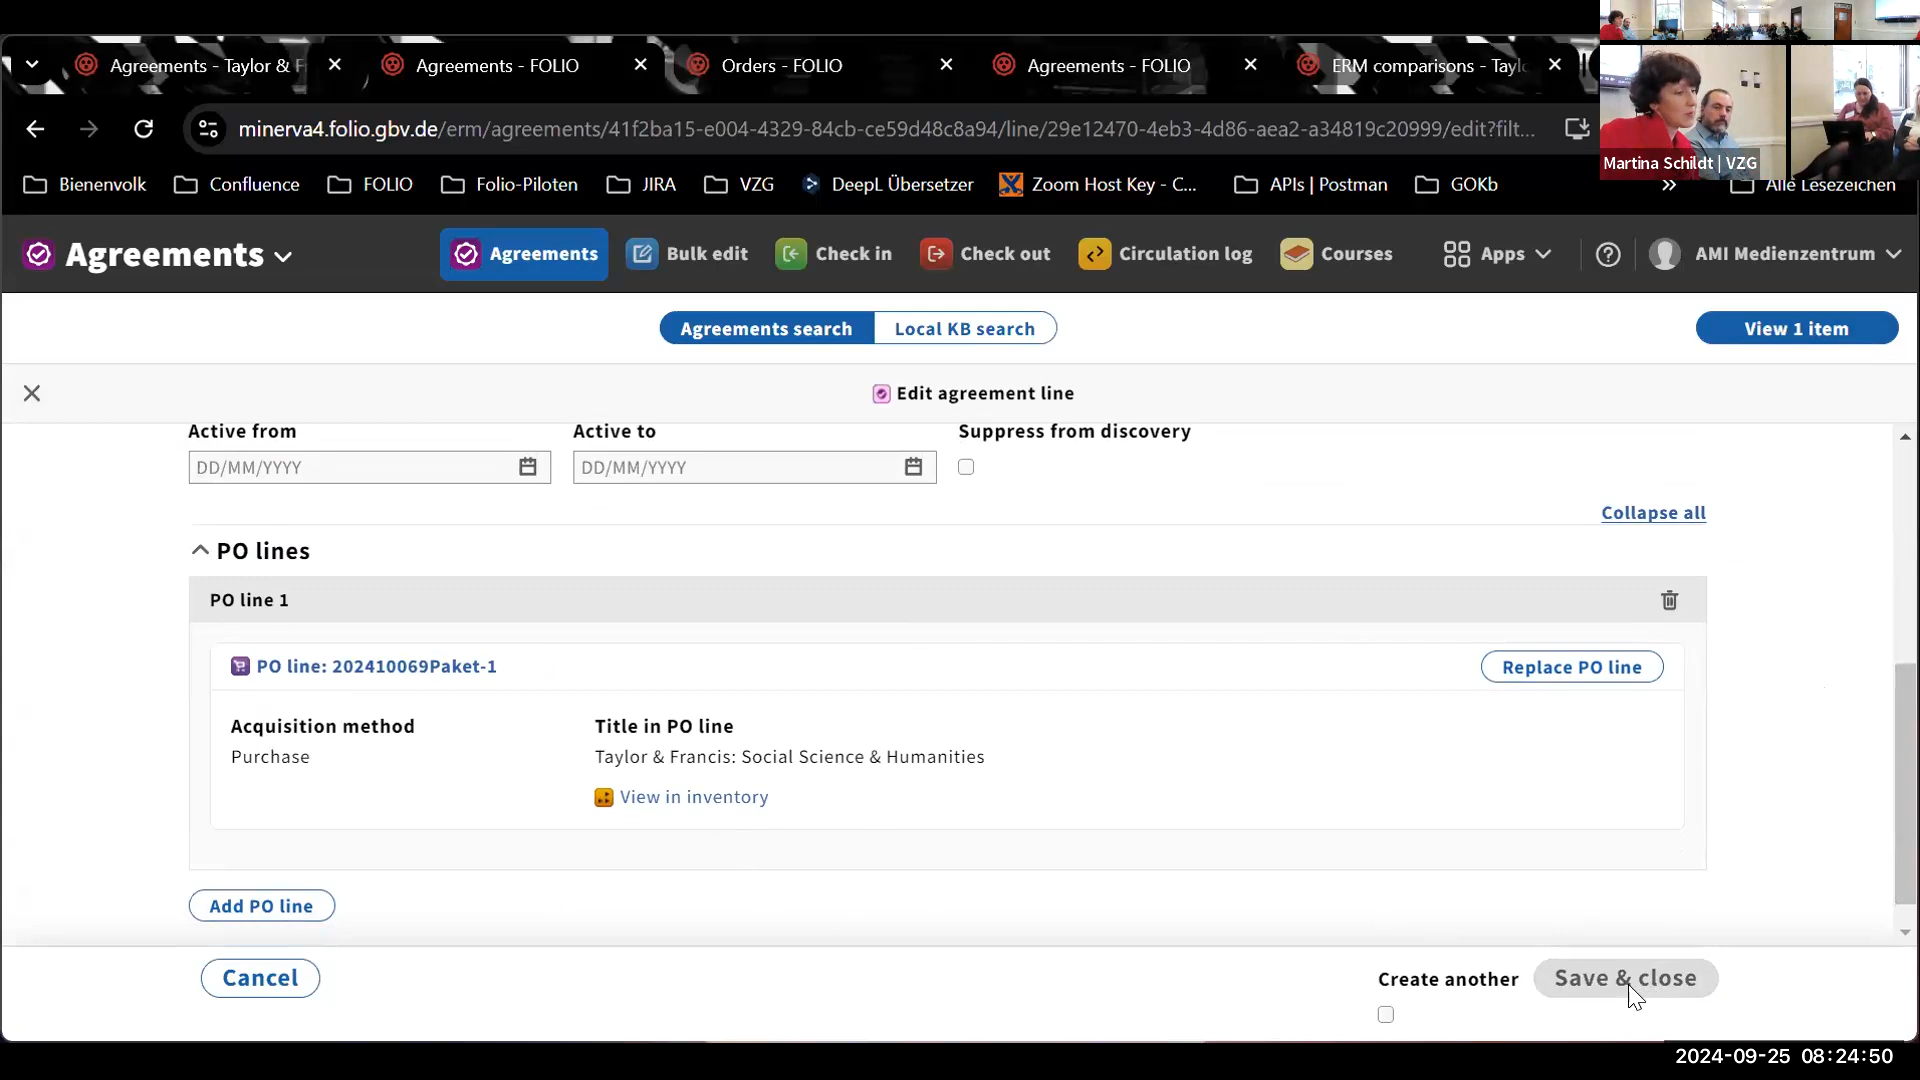 Agreements - Taylor & F
Agreements - FOLIO
Orders - FOLIO
Agreements - FOLIO
ERM comparisons - Taylo
minerva4.folio.gbv.de/erm/agreements/41f2ba15-e004-4329-84cb-ce59d48c8a94/line/29e12470-4eb3-4d86-aea2-a34819c20999/edit?filt...
Martina Schildt | VZG
Bienenvolk
Confluence
FOLIO
Folio-Piloten
JIRA
VZG
DeepL Übersetzer
Zoom Host Key - C...
APIs | Postman
GOKb
»
Alle Lesezeichen
Agreements
Agreements
Bulk edit
Check in
Check out
Circulation log
Courses
Apps
AMI Medienzentrum
Agreements search
Local KB search
View 1 item
Edit agreement line
Active from
Active to
Suppress from discovery
DD/MM/YYYY
DD/MM/YYYY
Collapse all
PO lines
PO line 1
PO line: 202410069Paket-1
Replace PO line
Acquisition method
Title in PO line
Purchase
Taylor & Francis: Social Science & Humanities
View in inventory
Add PO line
Cancel
Create another
Save & close
2024-09-25 08:24:50